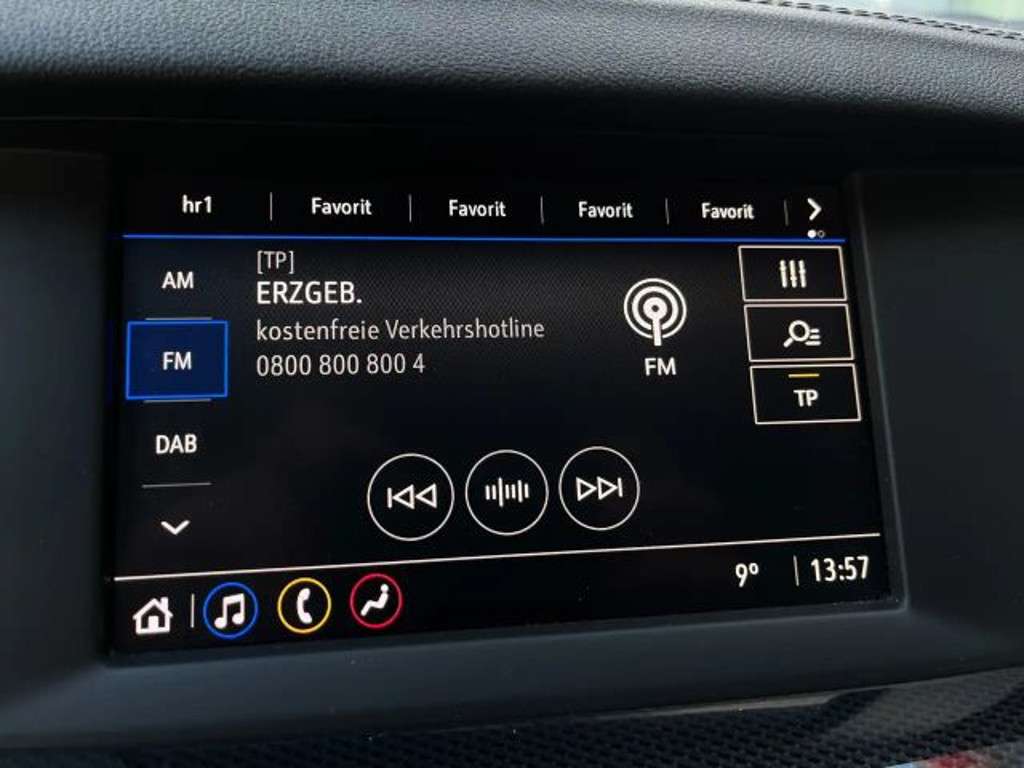 hr1 Favorit Favorit Favorit Favorit
AM
FM
DAB
[TP]
ERZGEB.
kostenfreie Verkehrshotline
0800 800 800 4
FM
TP
9° 13:57